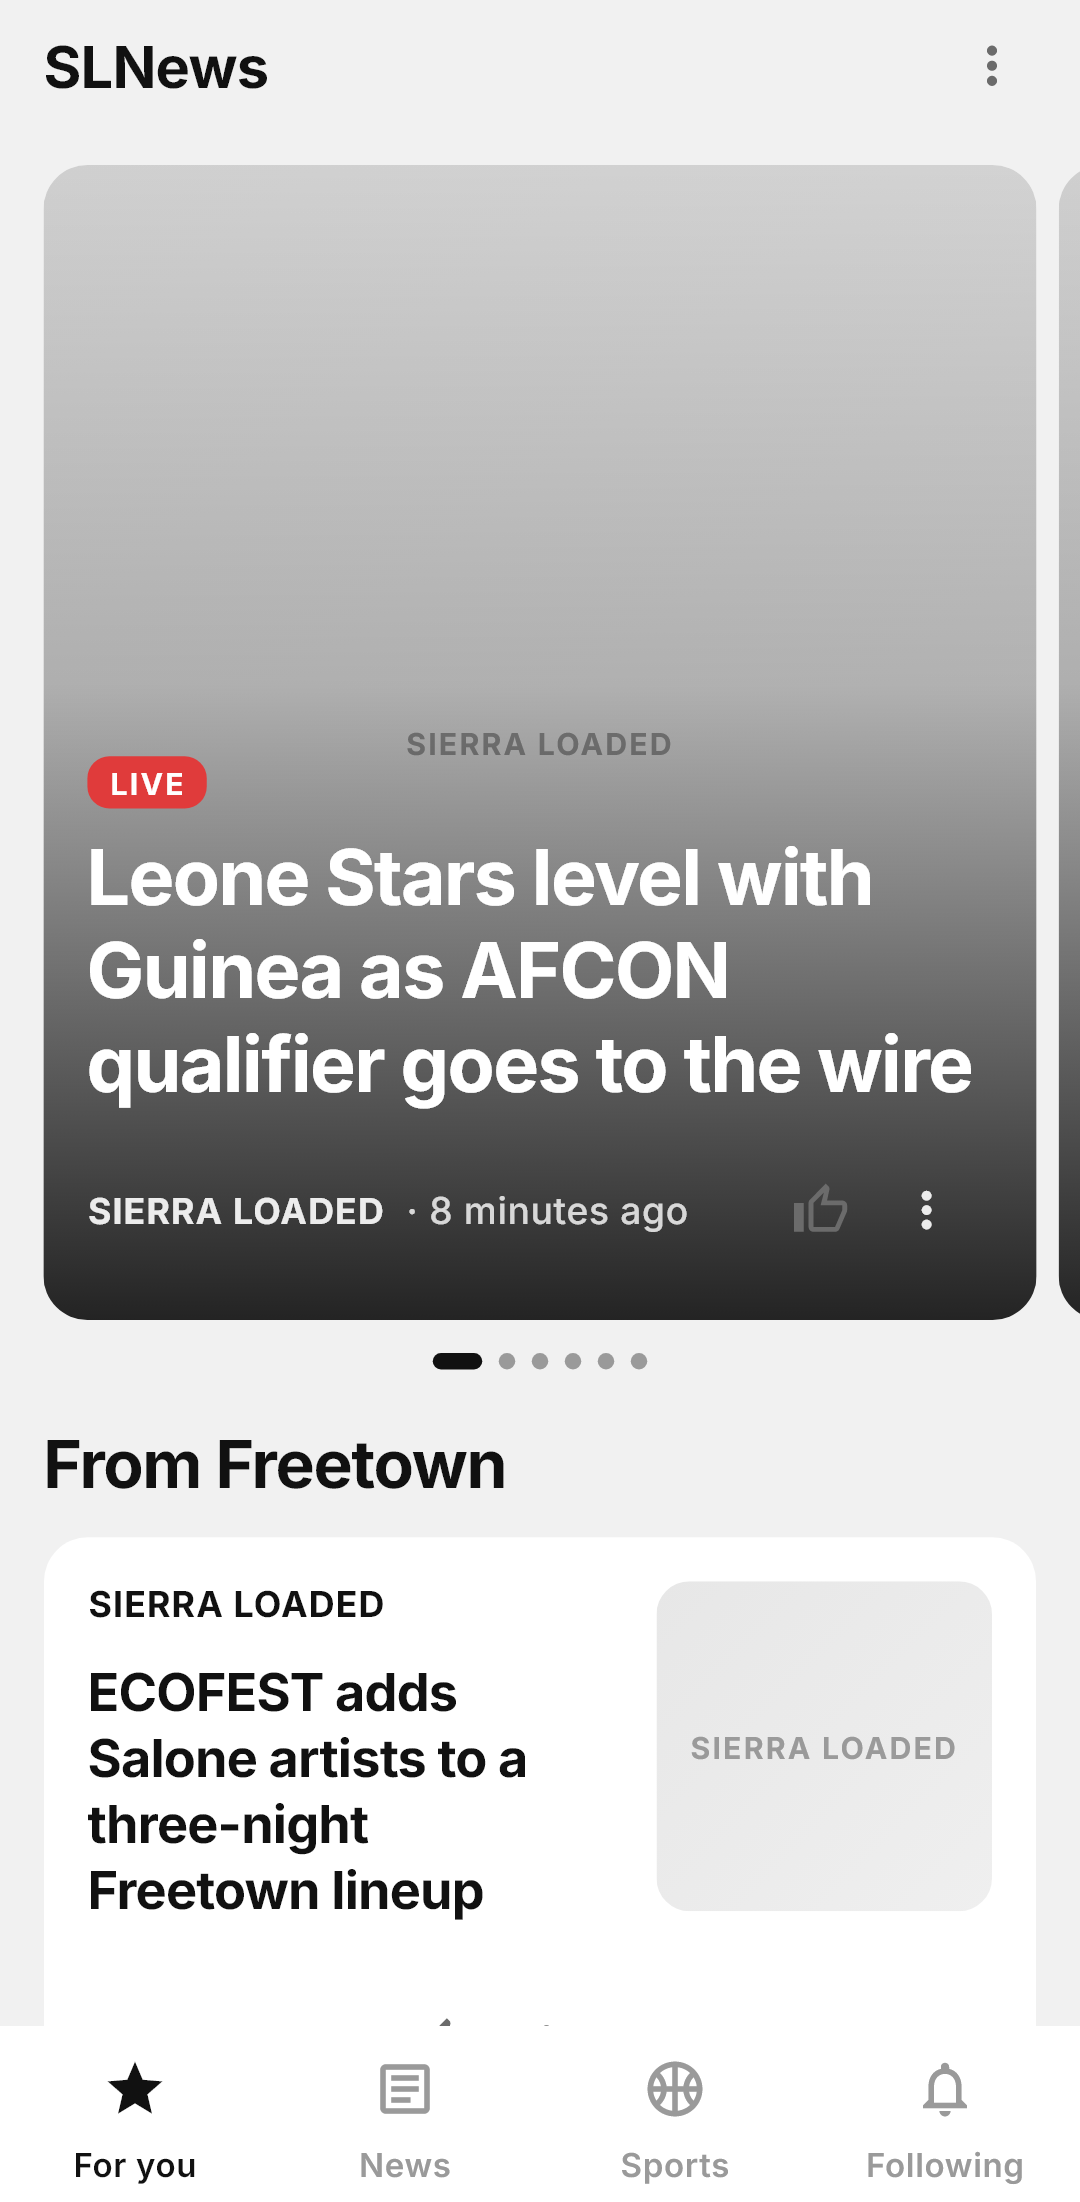 SLNews
SIERRA LOADED
LIVE
Leone Stars level with
Guinea as AFCON
qualifier goes to the wire
SIERRA LOADED · 8 minutes ago
From Freetown
SIERRA LOADED
ECOFEST adds
Salone artists to a
three-night
Freetown lineup
SIERRA LOADED
For you
News
Sports
Following